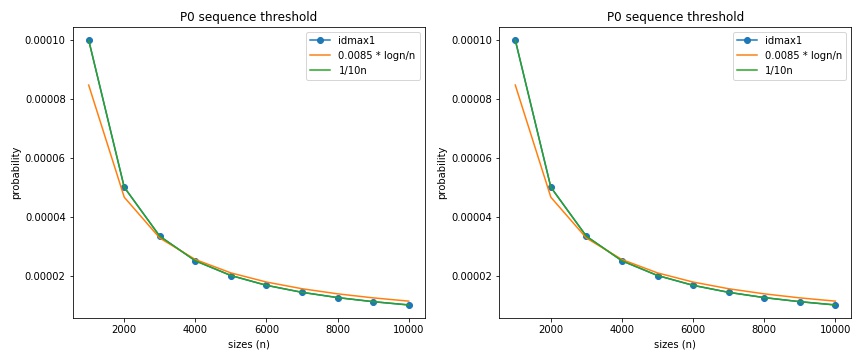 P0 sequence threshold
idmax1
0.0085 * logn/n
1/10n
0.00010
0.00008
0.00006
0.00004
0.00002
probability
2000 4000 6000 8000 10000
sizes (n)
P0 sequence threshold
idmax1
0.0085 * logn/n
1/10n
0.00010
0.00008
0.00006
0.00004
0.00002
probability
2000 4000 6000 8000 10000
sizes (n)